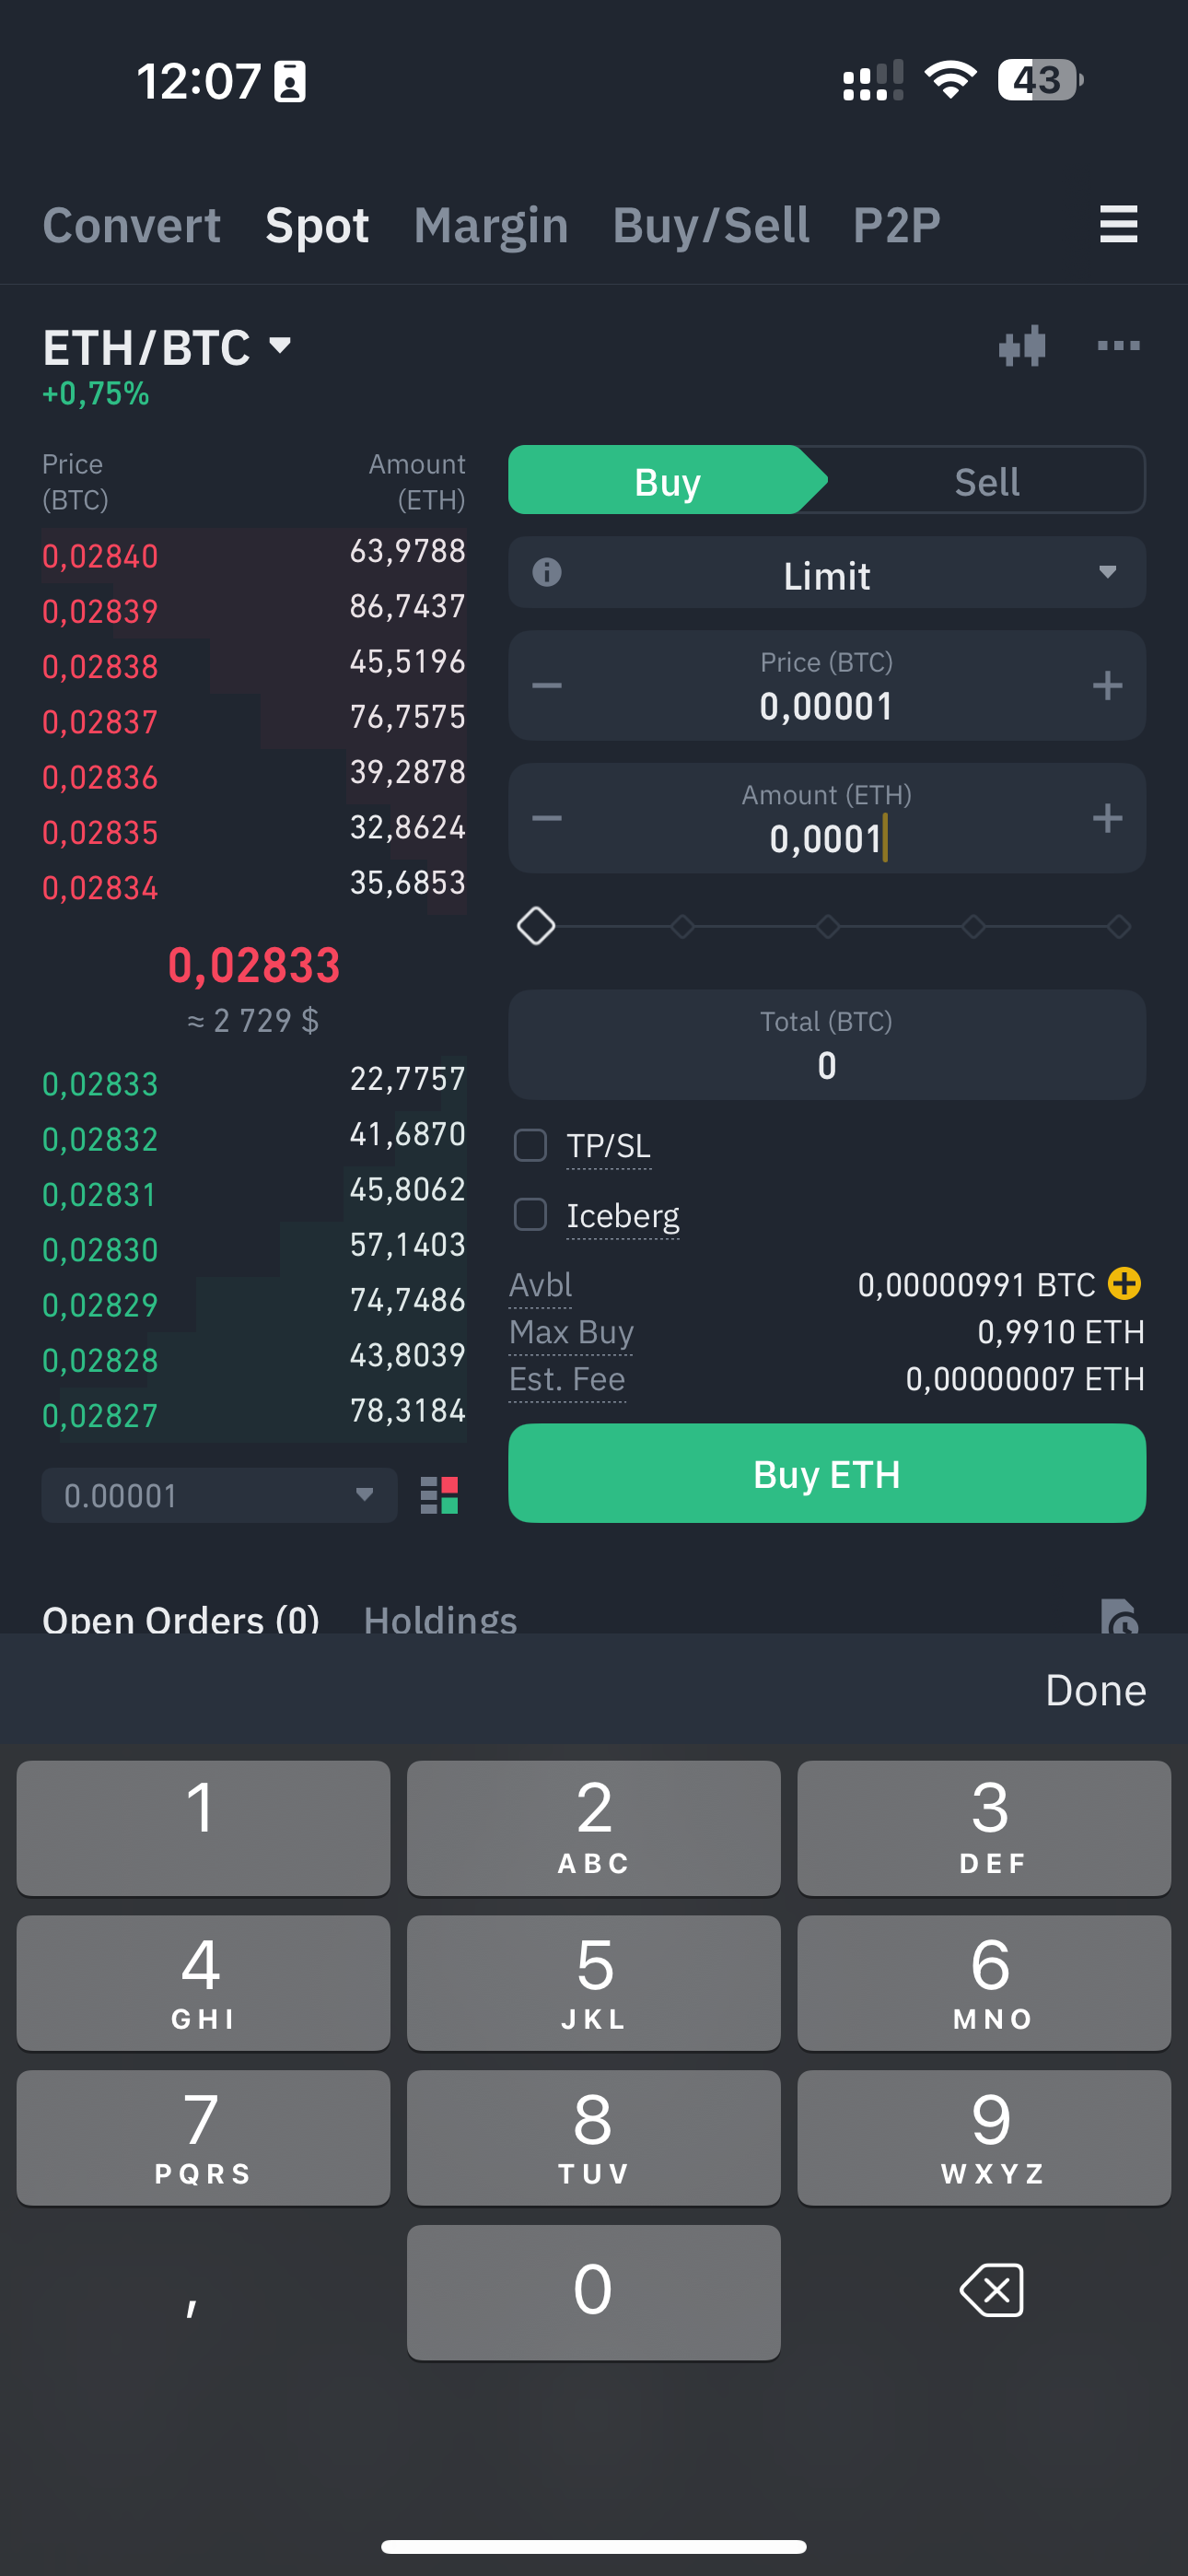 12:07
43
Convert Spot Margin Buy/Sell P2P
ETH/BTC
+0,75%
Price (BTC) Amount (ETH)
0,02840 63,9788
0,02839 86,7437
0,02838 45,5196
0,02837 76,7575
0,02836 39,2878
0,02835 32,8624
0,02834 35,6853
0,02833
≈ 2 729 $
0,02833 22,7757
0,02832 41,6870
0,02831 45,8062
0,02830 57,1403
0,02829 74,7486
0,02828 43,8039
0,02827 78,3184
0.00001
Buy Sell
Limit
Price (BTC)
0,00001
Amount (ETH)
0,0001
Total (BTC)
0
TP/SL
Iceberg
Avbl 0,00000991 BTC
Max Buy 0,9910 ETH
Est. Fee 0,00000007 ETH
Buy ETH
Open Orders (0) Holdings
Done
1 2 3
ABC DEF
4 5 6
GHI JKL MNO
7 8 9
PQRS TUV WXYZ
, 0